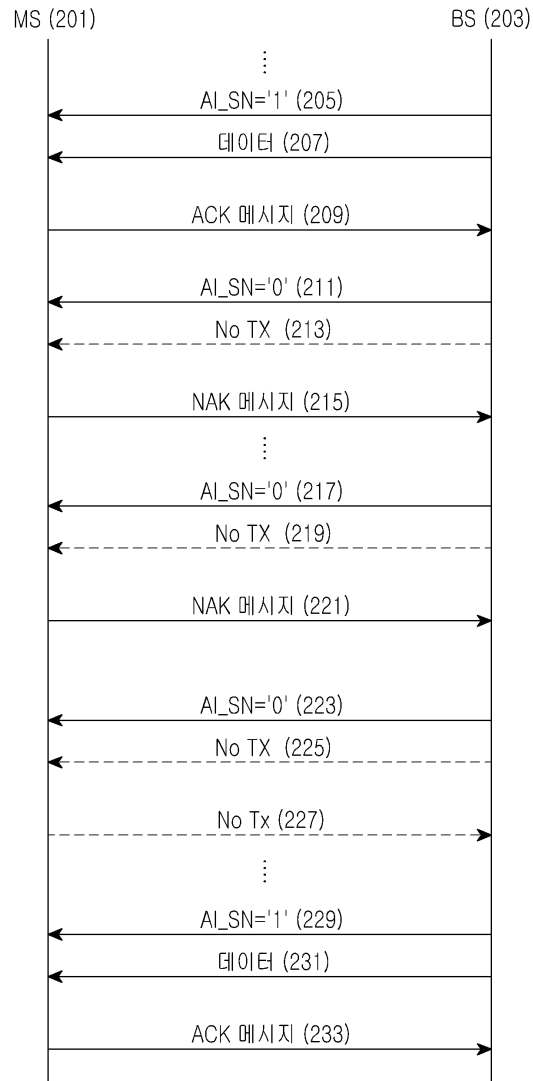 MS (201) BS (203)
AI_SN='1' (205)
데이터 (207)
ACK 메시지 (209)
AI_SN='0' (211)
No TX (213)
NAK 메시지 (215)
AI_SN='0' (217)
No TX (219)
NAK 메시지 (221)
AI_SN='0' (223)
No TX (225)
No Tx (227)
AI_SN='1' (229)
데이터 (231)
ACK 메시지 (233)